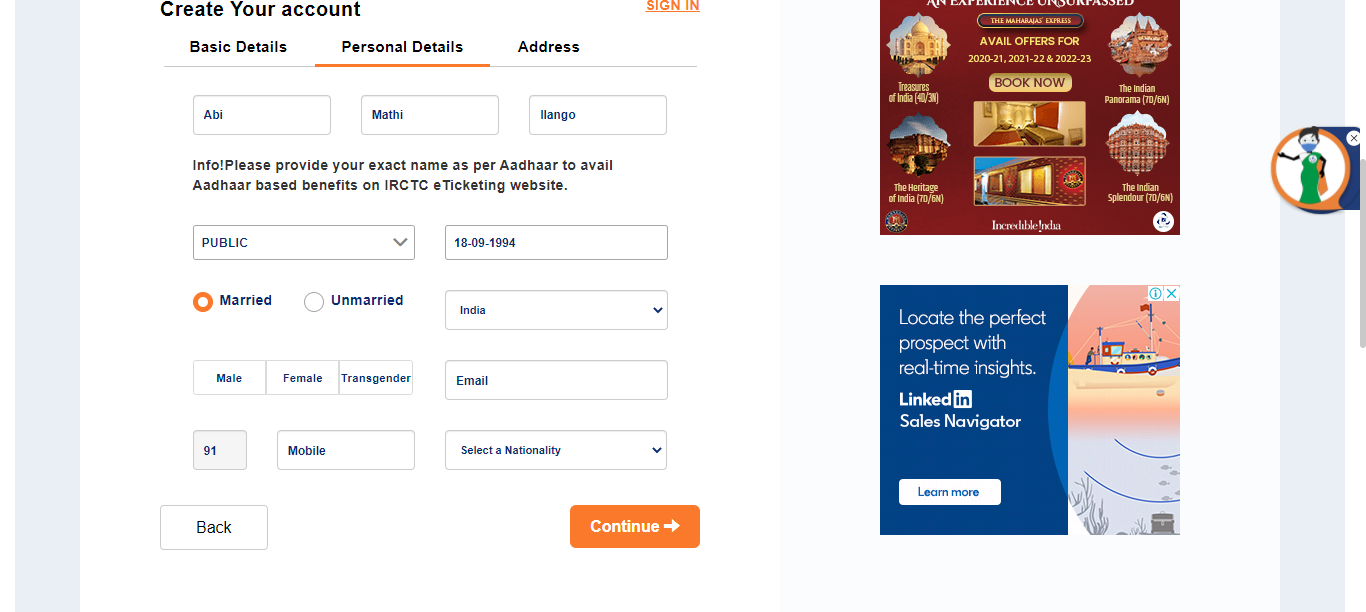 Create Your account
SIGN IN
Basic Details
Personal Details
Address
Abi
Mathi
Ilango
Info!Please provide your exact name as per Aadhaar to avail
Aadhaar based benefits on IRCTC eTicketing website.
PUBLIC
18-09-1994
Married
Unmarried
India
Male
Female
Transgender
Email
91
Mobile
Select a Nationality
Back
Continue
AN EXPERIENCE UNSURPASSED
THE MAHARAJAS' EXPRESS
AVAIL OFFERS FOR
2020-21, 2021-22 & 2022-23
BOOK NOW
Treasures
of India (4D/3N)
The Indian
Panorama (7D/6N)
The Heritage
of India (7D/6N)
The Indian
Splendour (7D/6N)
Incredible!ndia
Locate the perfect
prospect with
real-time insights.
Linked in
Sales Navigator
Learn more